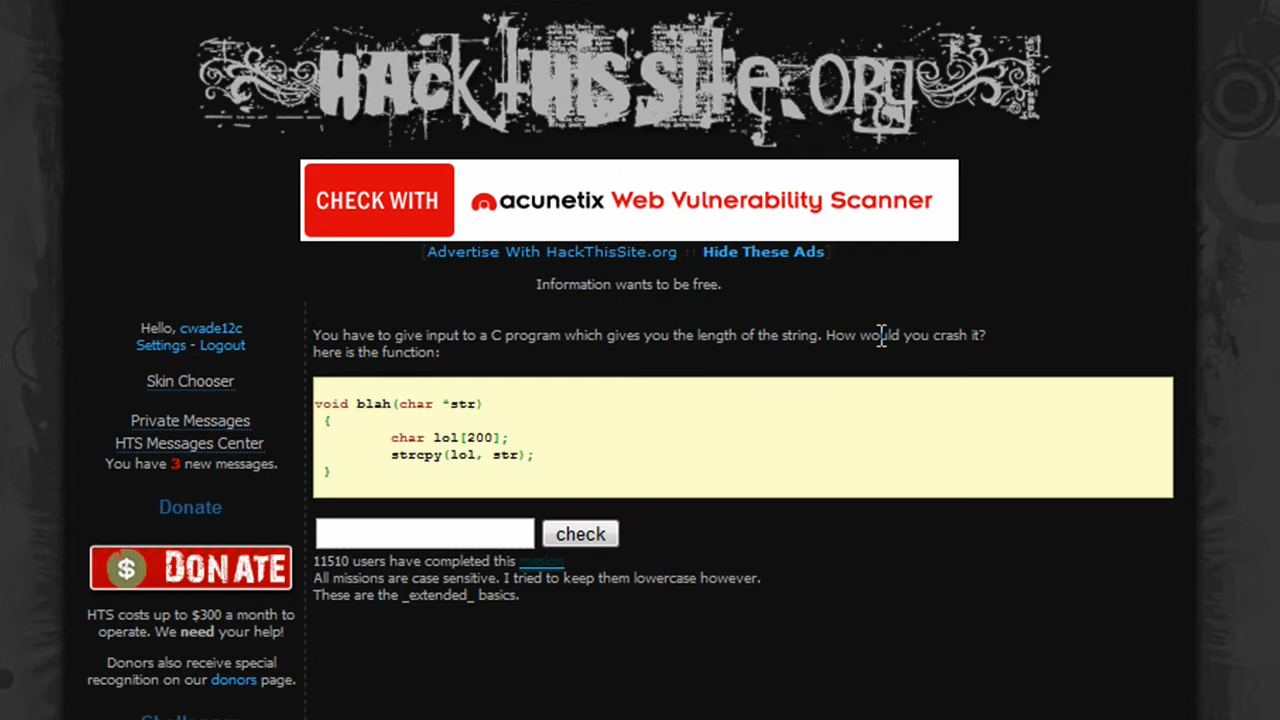 HACK THIS SITE.ORG
CHECK WITH
acunetix Web Vulnerability Scanner
[Advertise With HackThisSite.org :: Hide These Ads]
Information wants to be free.
Hello, cwade12c
Settings - Logout
Skin Chooser
Private Messages
HTS Messages Center
You have 3 new messages.
Donate
$ DONATE
HTS costs up to $300 a month to
operate. We need your help!
Donors also receive special
recognition on our donors page.
Challenges
You have to give input to a C program which gives you the length of the string. How would you crash it?
here is the function:
void blah(char *str)
{
char lol[200];
strcpy(lol, str);
}
check
11510 users have completed this mission
All missions are case sensitive. I tried to keep them lowercase however.
These are the _extended_ basics.